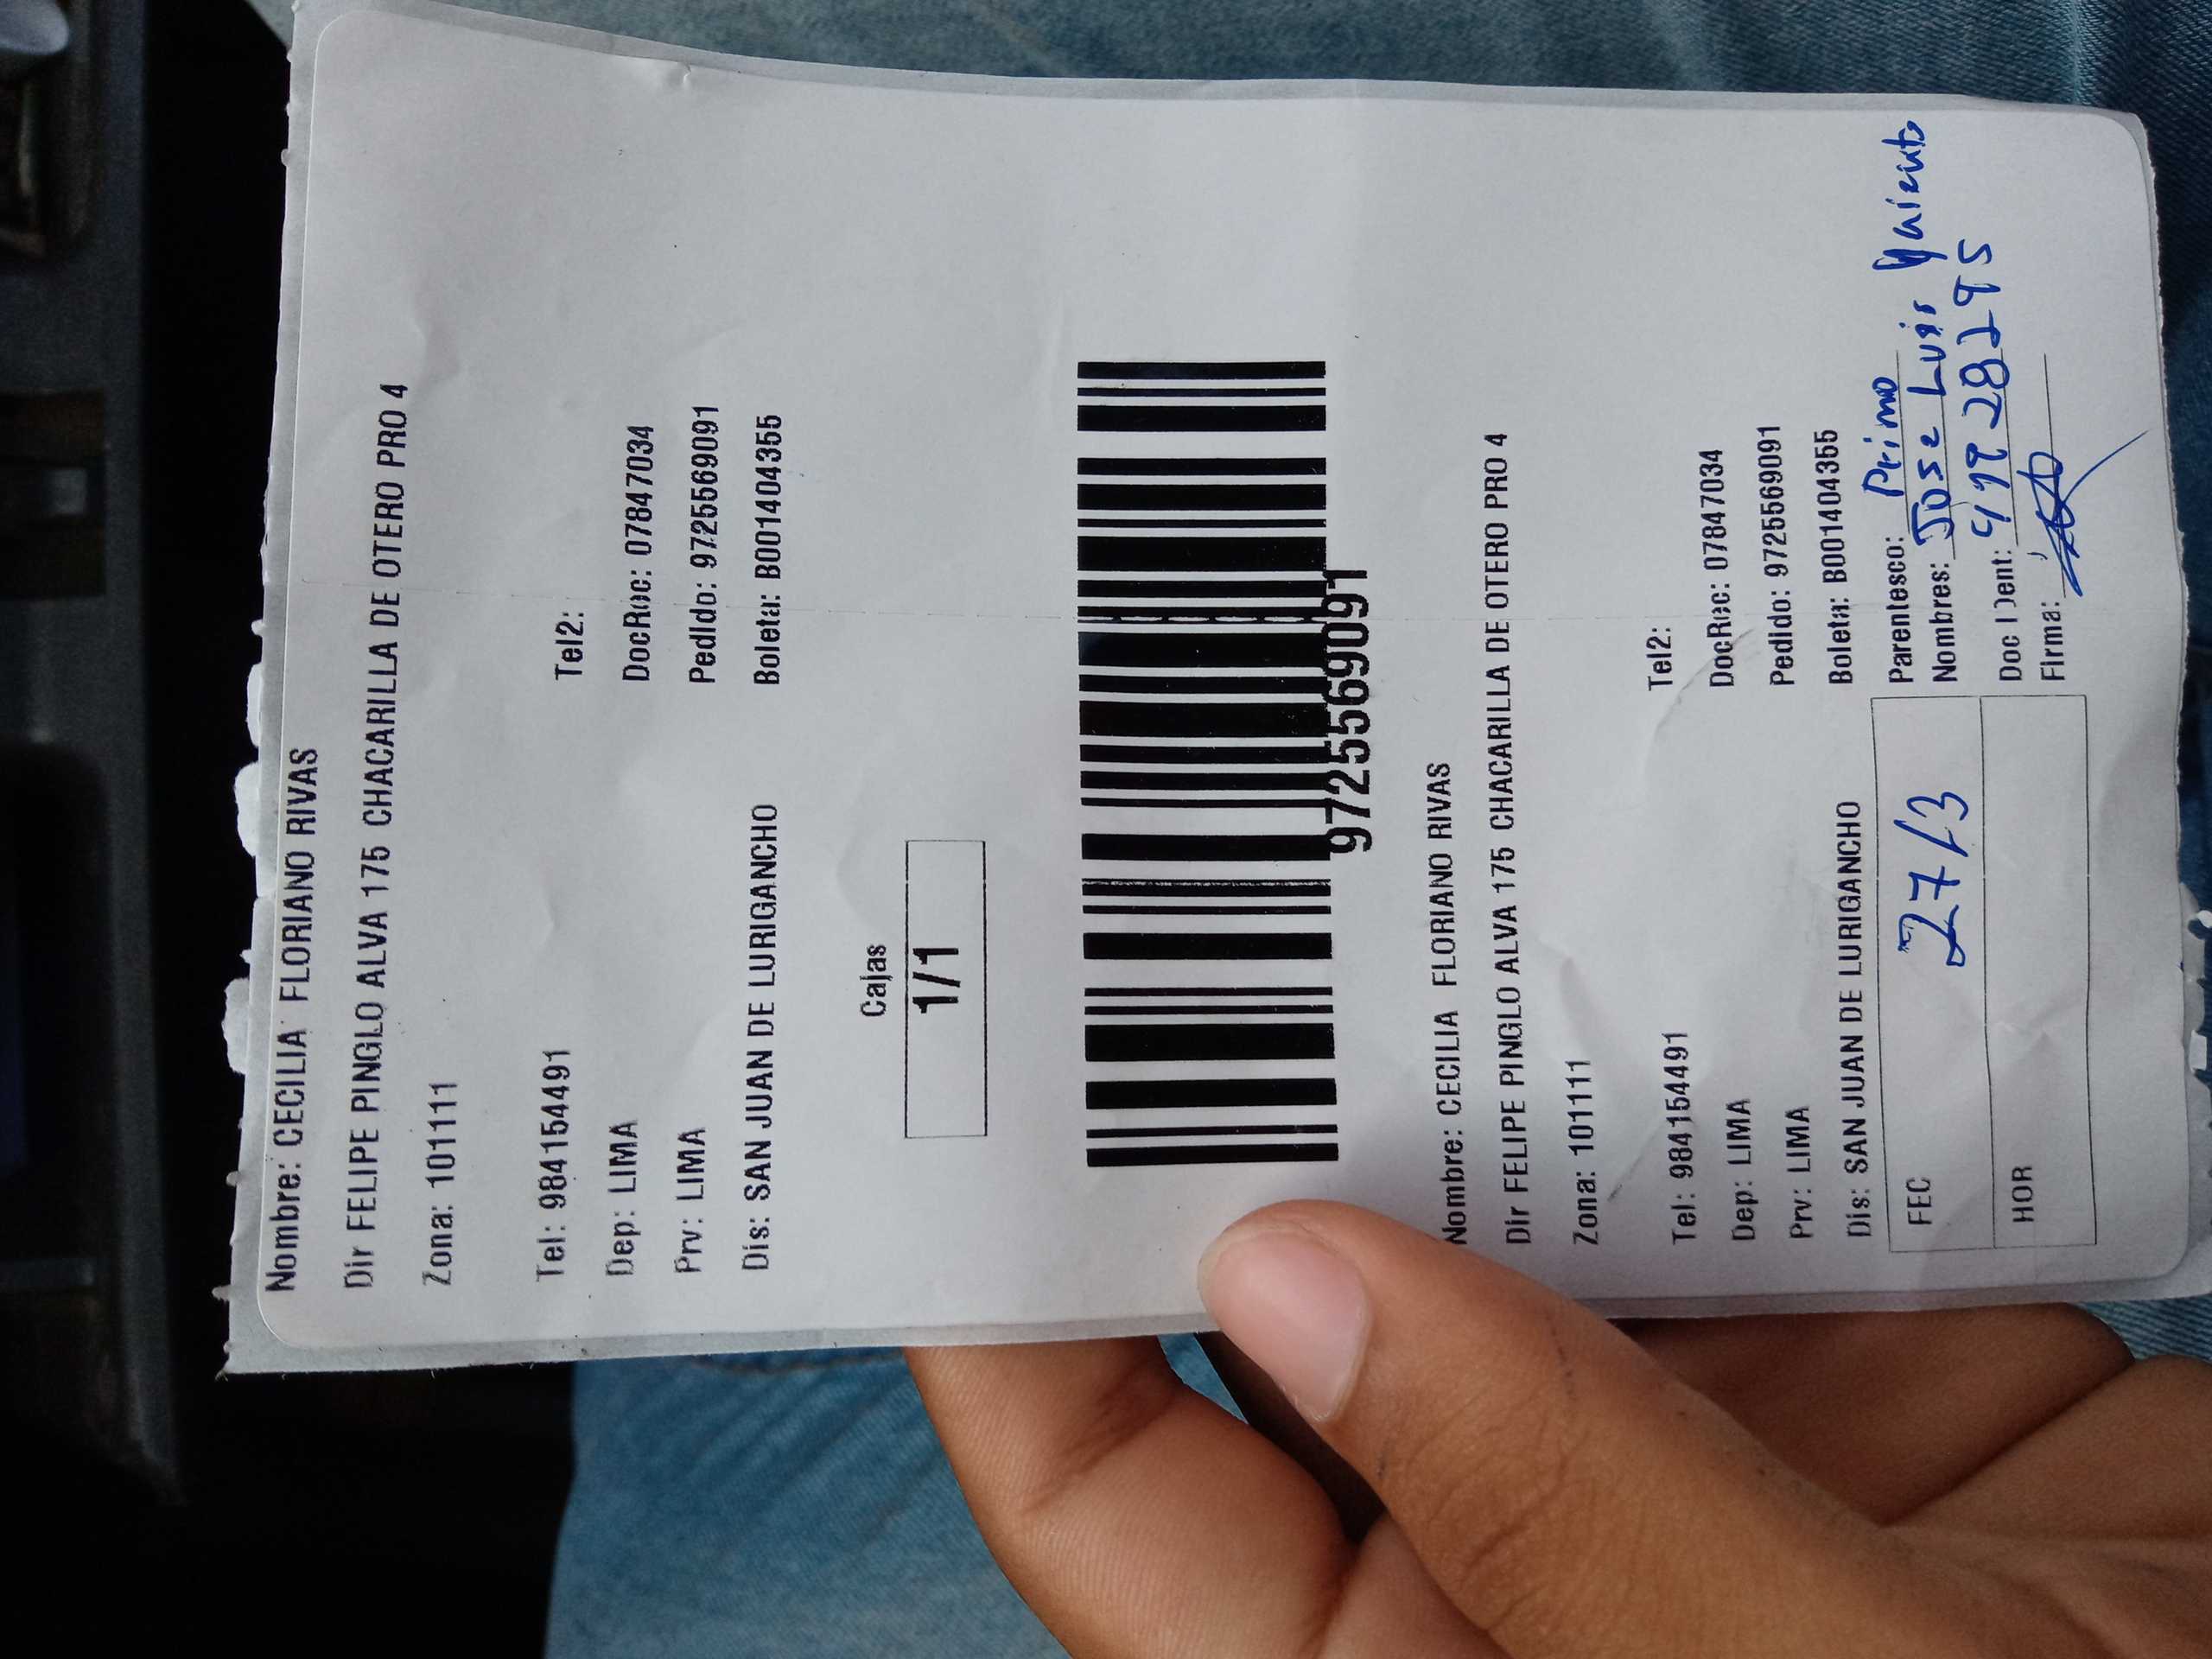 Nombre: CECILIA FLORIANO RIVAS
Dir FELIPE PINGLO ALVA 175 CHACARILLA DE OTERO PRO 4
Zona: 101111
Tel: 984154491 Tel2:
Dep: LIMA DocRec: 07847034
Prv: LIMA Pedido: 9725569091
Dis: SAN JUAN DE LURIGANCHO Boleta: B001404355
Cajas
1/1
9725569091
Nombre: CECILIA FLORIANO RIVAS
Dir FELIPE PINGLO ALVA 175 CHACARILLA DE OTERO PRO 4
Zona: 101111
Tel: 984154491 Tel2:
Dep: LIMA DocRec: 07847034
Prv: LIMA Pedido: 9725569091
Dis: SAN JUAN DE LURIGANCHO Boleta: B001404355
FEC 27/3
HOR
Parentesco: Primo
Nombres: Jose Luis
Doc Ident:
Firma: